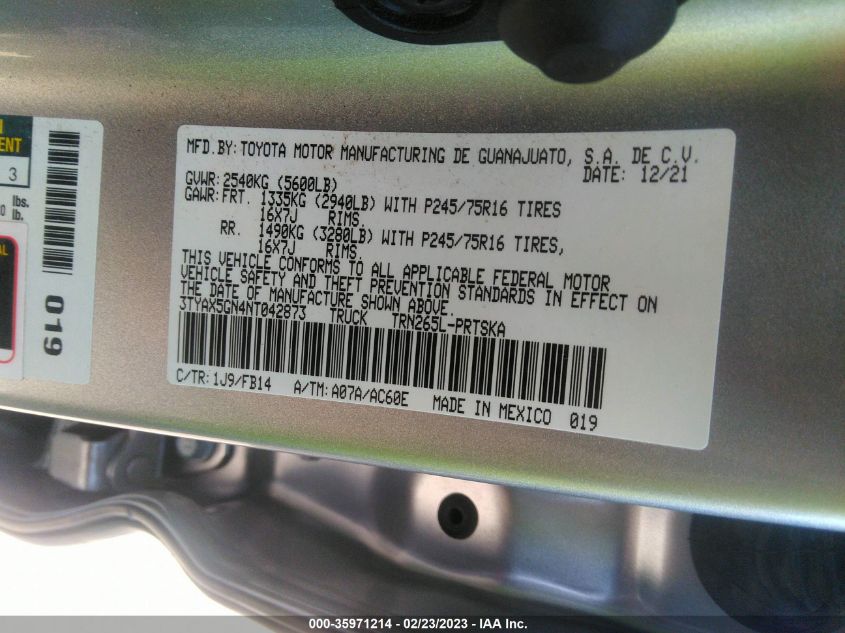 MFD.BY: TOYOTA MOTOR MANUFACTURING DE GUANAJUATO, S.A. DE C.V.
DATE: 12/21
GVWR: 2540KG (5600LB)
GAWR: FRT. 1335KG (2940LB) WITH P245/75R16 TIRES
16X7J RIMS.
RR. 1490KG (3280LB) WITH P245/75R16 TIRES,
16X7J RIMS.
THIS VEHICLE CONFORMS TO ALL APPLICABLE FEDERAL MOTOR
VEHICLE SAFETY AND THEFT PREVENTION STANDARDS IN EFFECT ON
THE DATE OF MANUFACTURE SHOWN ABOVE.
3TYAX5GN4NT042873 TRUCK TRN265L-PRTSKA
C/TR: 1J9/FB14 A/TM: A07A/AC60E MADE IN MEXICO 019
3
lbs.
lb.
019
000-35971214 - 02/23/2023 - IAA Inc.